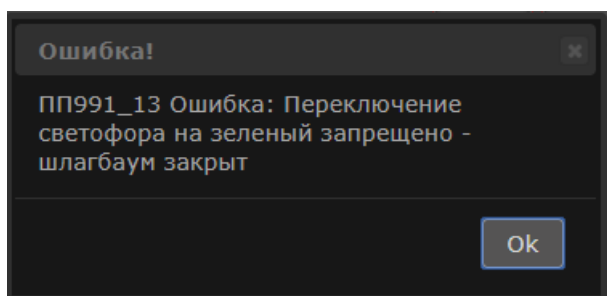 Ошибка!
ПП991_13 Ошибка: Переключение
светофора на зеленый запрещено -
шлагбаум закрыт
Ok